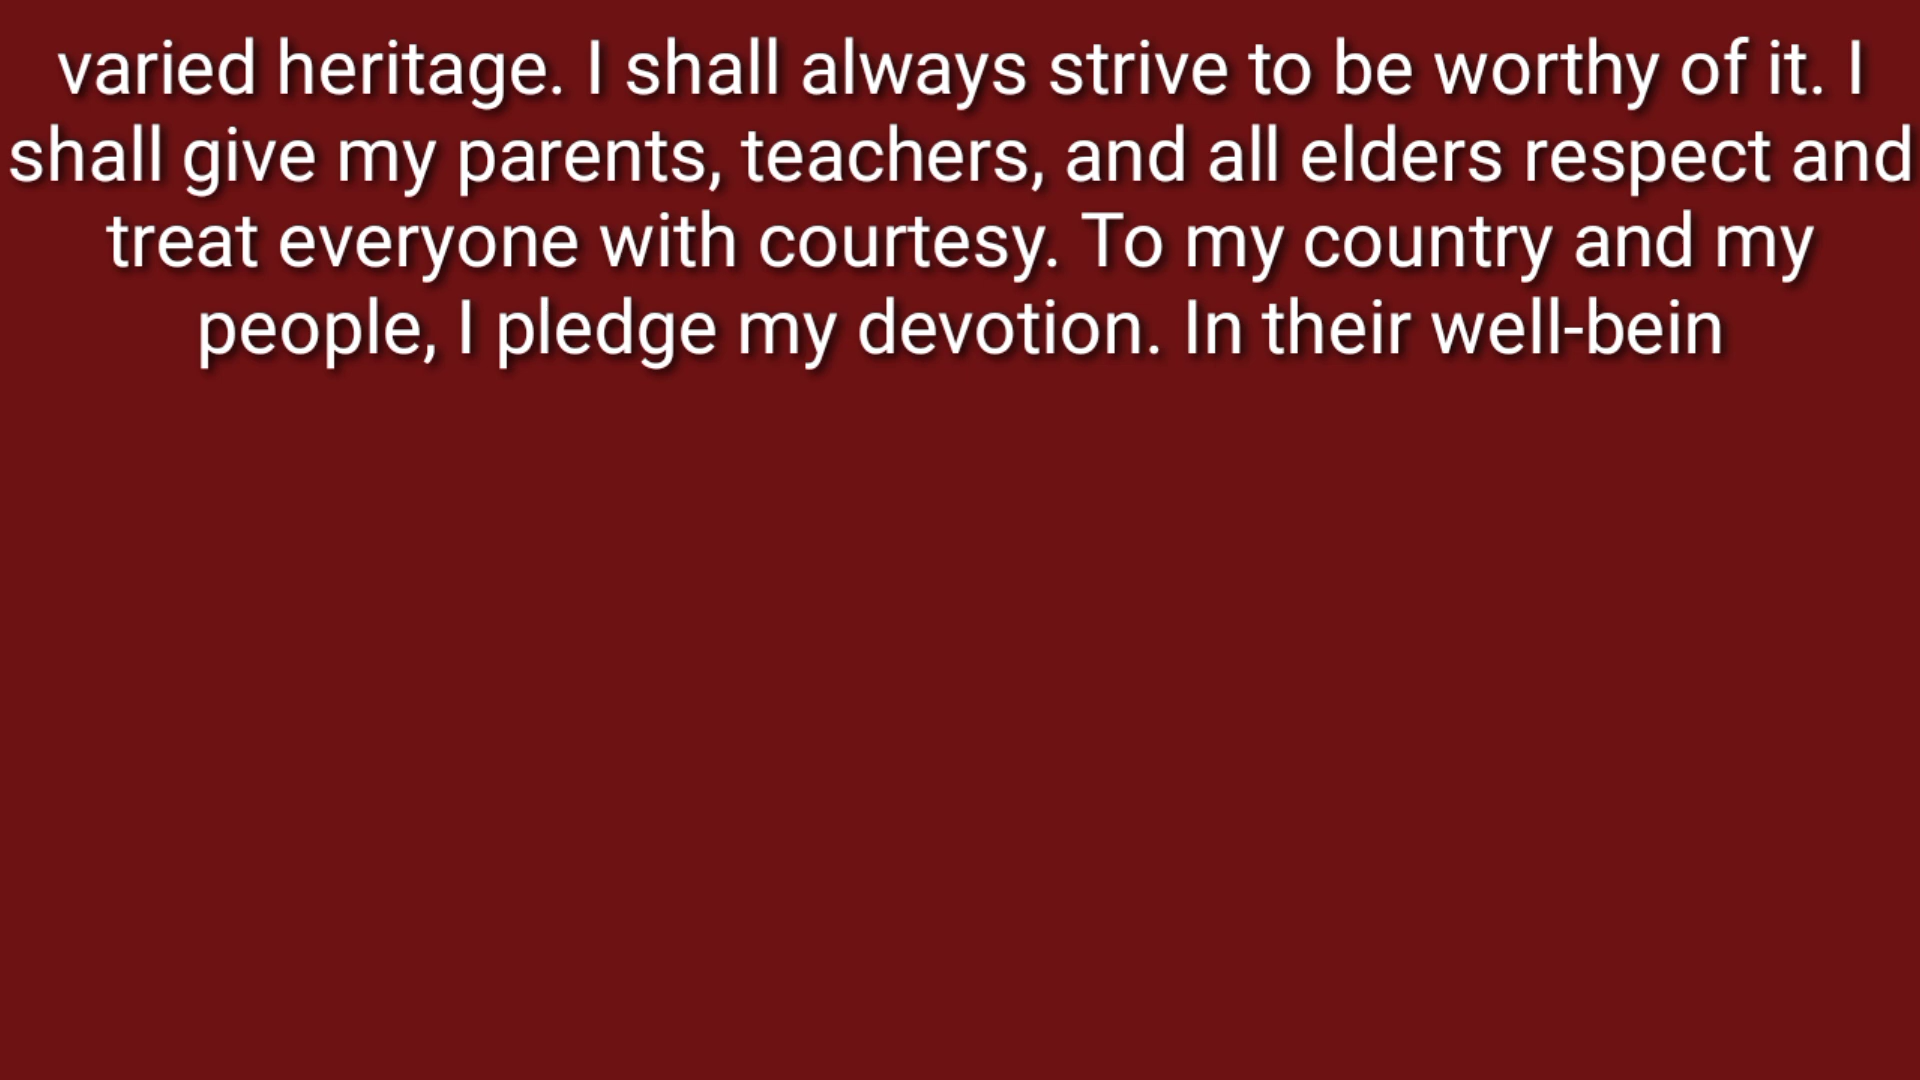 varied heritage. I shall always strive to be worthy of it. I
shall give my parents, teachers, and all elders respect and
treat everyone with courtesy. To my country and my
people, I pledge my devotion. In their well-bein